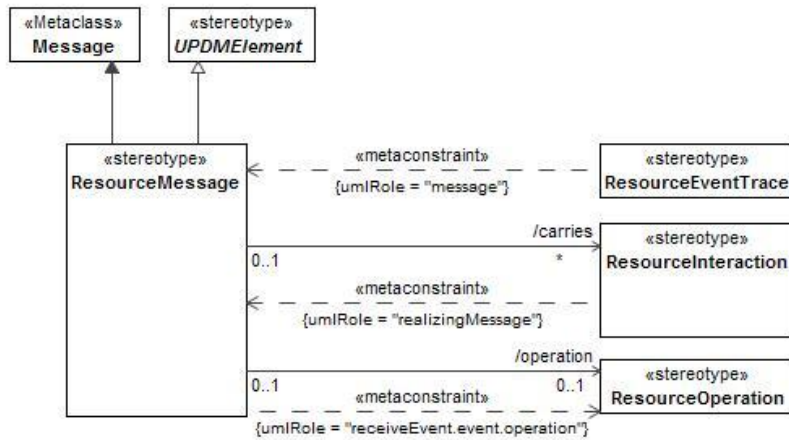 «Metaclass»
Message
«stereotype»
UPDMElement
«stereotype»
ResourceMessage
«metaconstraint»
{umlRole = "message"}
«stereotype»
ResourceEventTrace
/carries
0..1
*
«stereotype»
ResourceInteraction
«metaconstraint»
{umlRole = "realizingMessage"}
/operation
0..1
0..1
«stereotype»
ResourceOperation
«metaconstraint»
{umlRole = "receiveEvent.event.operation"}